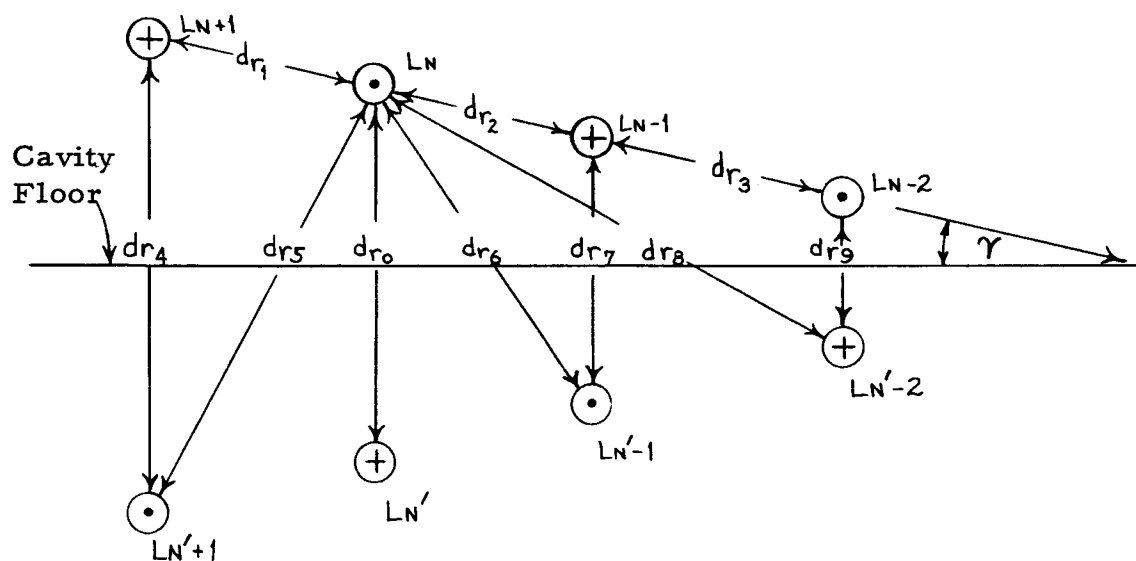 LN+1
dr1
LN
dr2
LN-1
dr3
LN-2
Cavity
Floor
dr4 dr5 dr0 dr6 dr7 dr8 dr9 γ
LN'-2
LN'-1
LN'
LN'+1